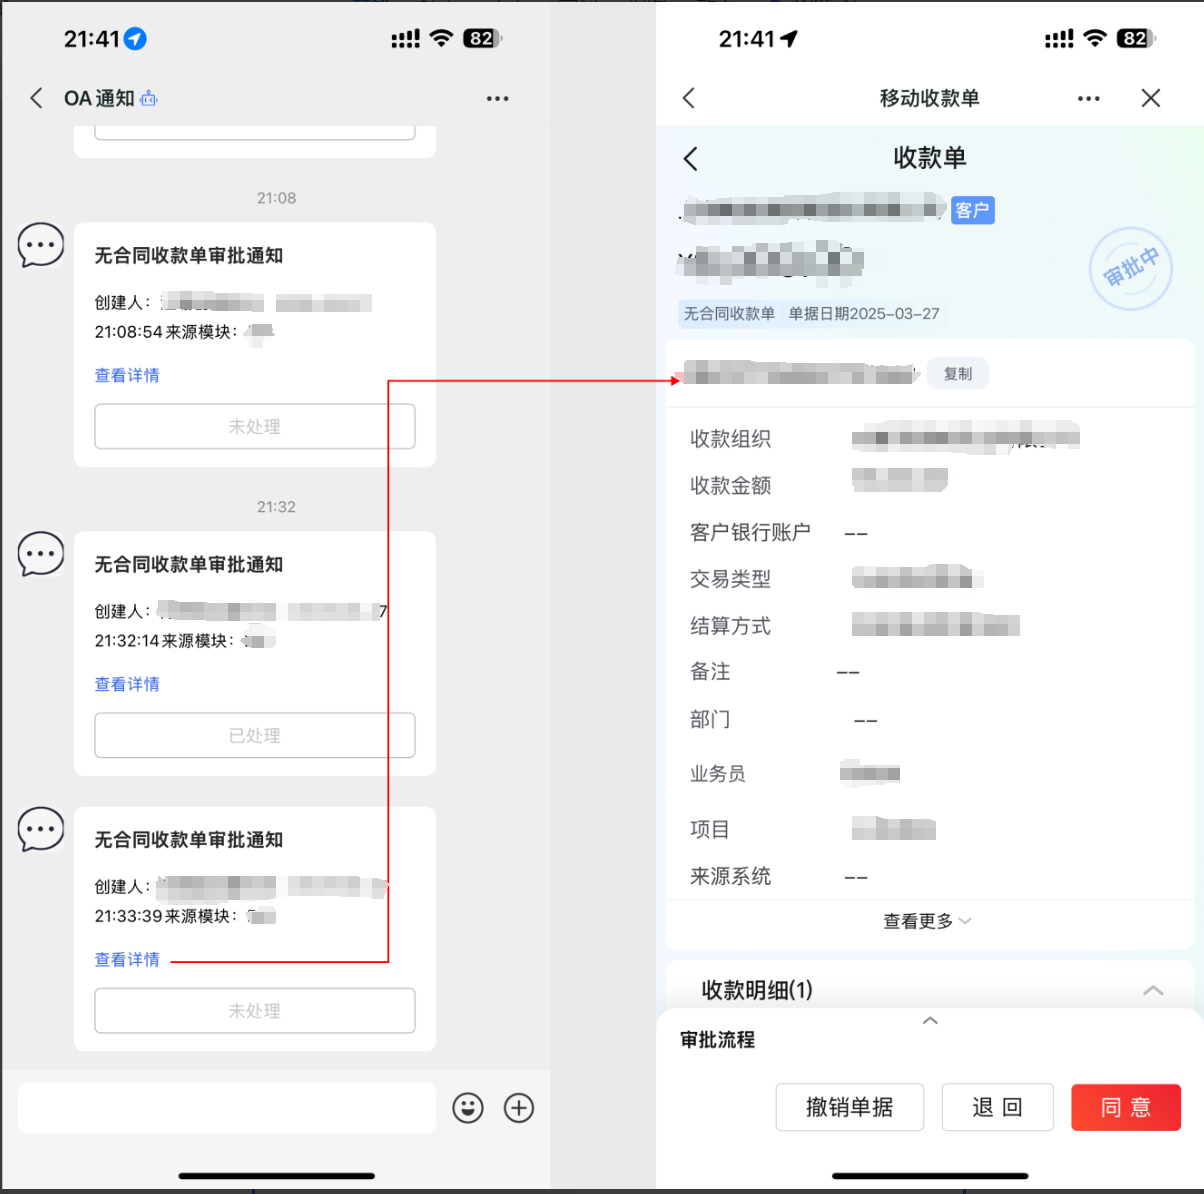 21:41
82
OA 通知
21:08
无合同收款单审批通知
创建人：
21:08:54来源模块：
查看详情
未处理
21:32
无合同收款单审批通知
创建人： 7
21:32:14来源模块：
查看详情
已处理
无合同收款单审批通知
创建人：
21:33:39来源模块：
查看详情
未处理
21:41
82
移动收款单
收款单
客户
审批中
无合同收款单 单据日期2025-03-27
复制
收款组织
收款金额
客户银行账户 --
交易类型
结算方式
备注 --
部门 --
业务员
项目
来源系统 --
查看更多
收款明细(1)
审批流程
撤销单据 退回 同意